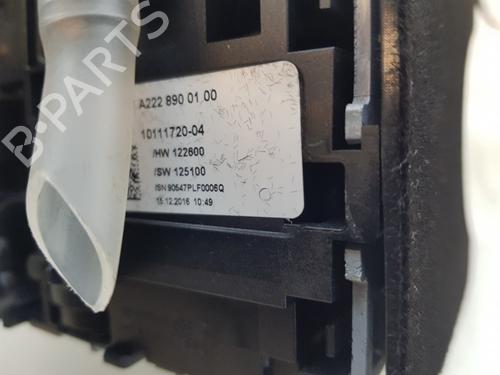 A222 890 01 00
10111720-04
/HW 122600
/SW 125100
/SN 90547PLF0006Q
15.12.2016 10:49
B-PARTS